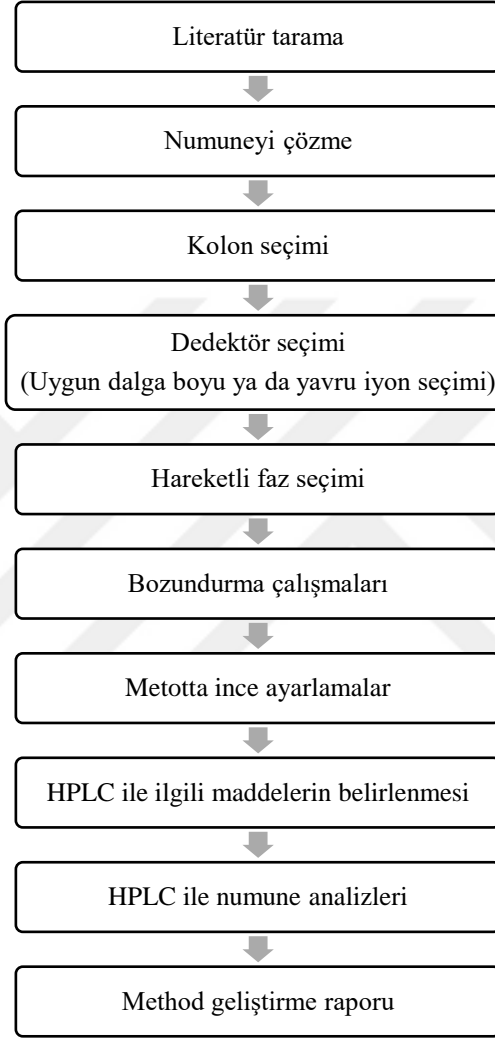 Literatür tarama
Numuneyi çözme
Kolon seçimi
Dedektör seçimi
(Uygun dalga boyu ya da yavru iyon seçimi)
Hareketli faz seçimi
Bozundurma çalışmaları
Metotta ince ayarlamalar
HPLC ile ilgili maddelerin belirlenmesi
HPLC ile numune analizleri
Method geliştirme raporu